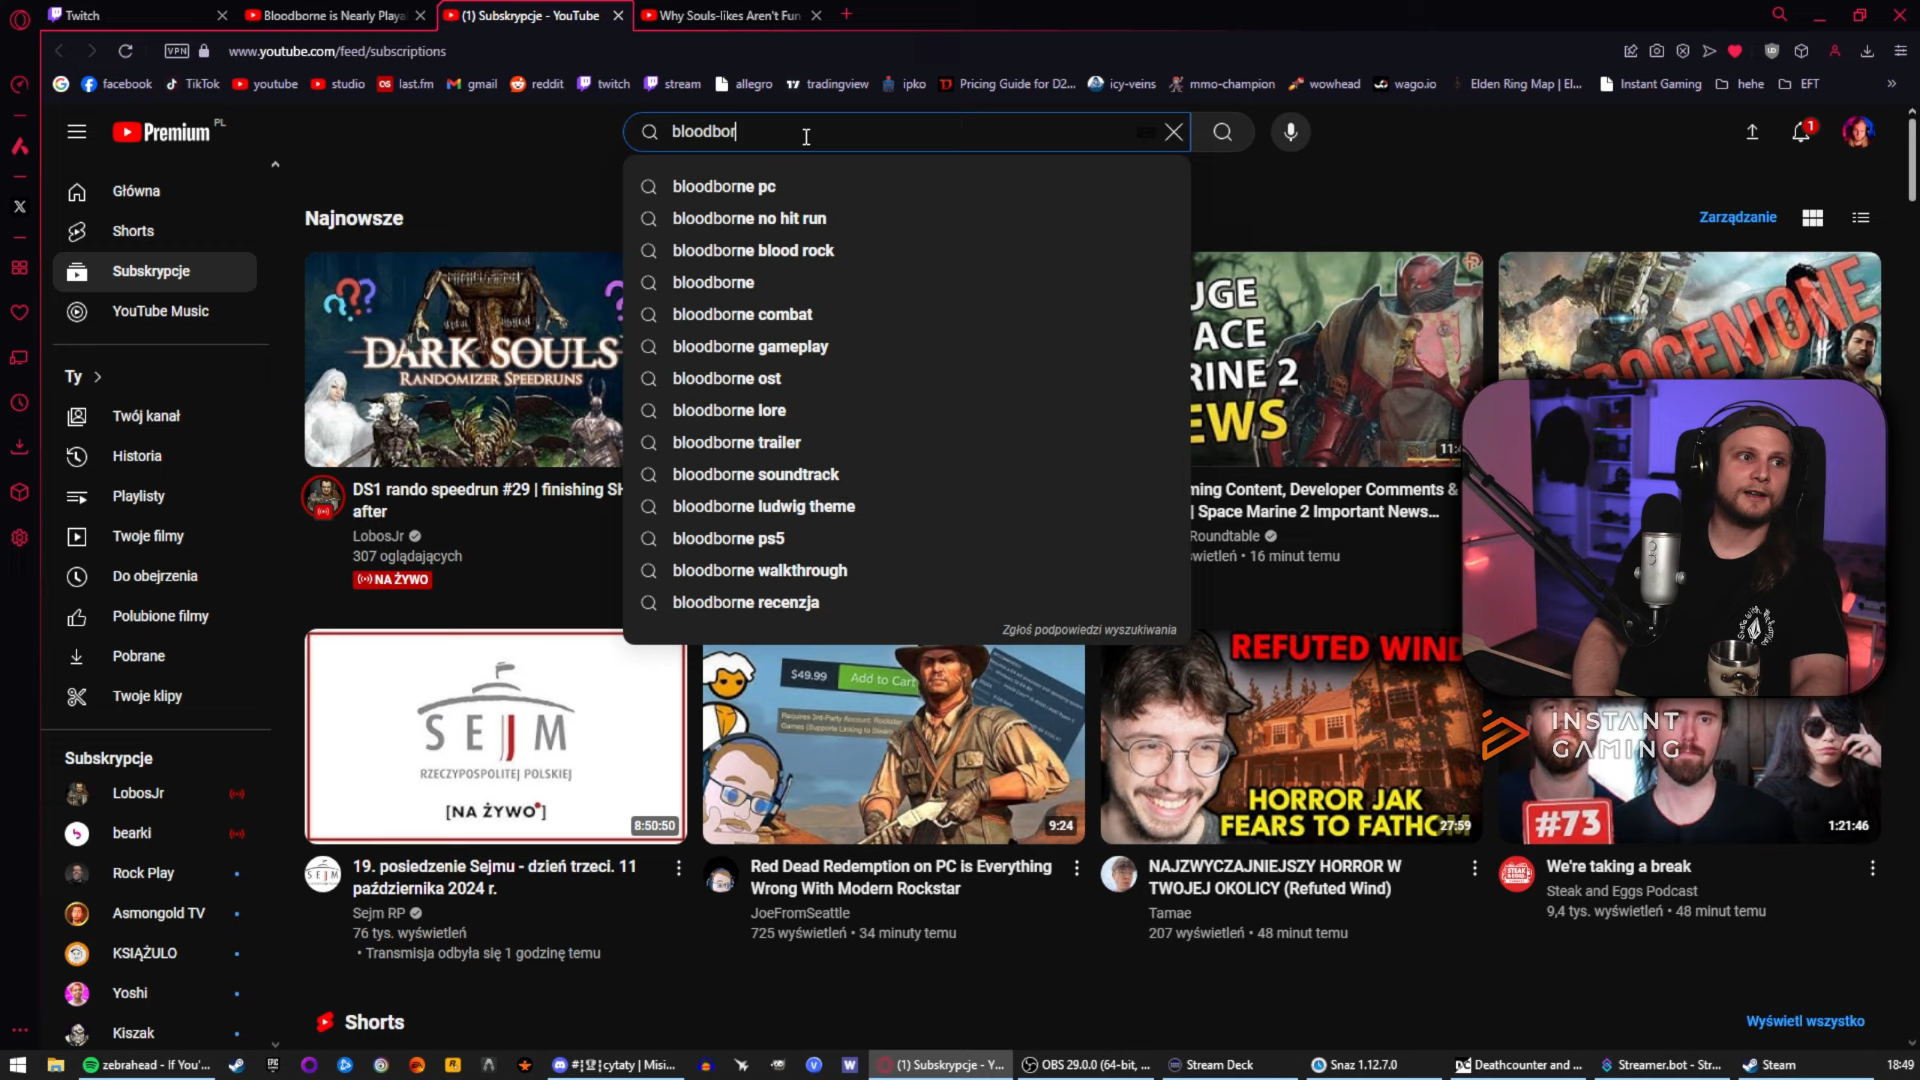 Twitch
Bloodborne is Nearly Playa
(1) Subskrypcje - YouTube
Why Souls-likes Aren't Fun
VPN
www.youtube.com/feed/subscriptions
facebook
TikTok
youtube
studio
last.fm
gmail
reddit
twitch
stream
allegro
tradingview
ipko
Pricing Guide for D2...
icy-veins
mmo-champion
wowhead
wago.io
Elden Ring Map | El...
Instant Gaming
hehe
EFT
Premium PL
bloodbor
1
bloodborne pc
bloodborne no hit run
bloodborne blood rock
bloodborne
bloodborne combat
bloodborne gameplay
bloodborne ost
bloodborne lore
bloodborne trailer
bloodborne soundtrack
bloodborne ludwig theme
bloodborne ps5
bloodborne walkthrough
bloodborne recenzja
Zgłoś podpowiedzi wyszukiwania
Główna
Shorts
Subskrypcje
YouTube Music
Ty
Twój kanał
Historia
Playlisty
Twoje filmy
Do obejrzenia
Polubione filmy
Pobrane
Twoje klipy
Subskrypcje
LobosJr
bearki
Rock Play
Asmongold TV
KSIĄŻULO
Yoshi
Kiszak
Najnowsze
Zarządzanie
DARK SOULS
RANDOMIZER SPEEDRUNS
DS1 rando speedrun #29 | finishing SH
after
LobosJr
307 oglądających
NA ŻYWO
UGE
ACE
RINE 2
EWS
11:
ning Content, Developer Comments &
| Space Marine 2 Important News...
Roundtable
świetleń • 16 minut temu
ROCENIONE
INSTANT
GAMING
SEJM
RZECZYPOSPOLITEJ POLSKIEJ
[NA ŻYWO]
8:50:50
19. posiedzenie Sejmu - dzień trzeci. 11
października 2024 r.
Sejm RP
76 tys. wyświetleń
• Transmisja odbyła się 1 godzinę temu
$49.99
Add to Cart
9:24
Red Dead Redemption on PC is Everything
Wrong With Modern Rockstar
JoeFromSeattle
725 wyświetleń • 34 minuty temu
REFUTED WIND
HORROR JAK
FEARS TO FATHOM
27:59
NAJZWYCZAJNIEJSZY HORROR W
TWOJEJ OKOLICY (Refuted Wind)
Tamae
207 wyświetleń • 48 minut temu
#73
1:21:46
We're taking a break
Steak and Eggs Podcast
9,4 tys. wyświetleń • 48 minut temu
Shorts
Wyświetl wszystko
zebrahead - If You'...
cytaty | Misi...
(1) Subskrypcje - Y...
OBS 29.0.0 (64-bit, ...
Stream Deck
Snaz 1.12.7.0
Deathcounter and ...
Streamer.bot - Str...
Steam
18:49